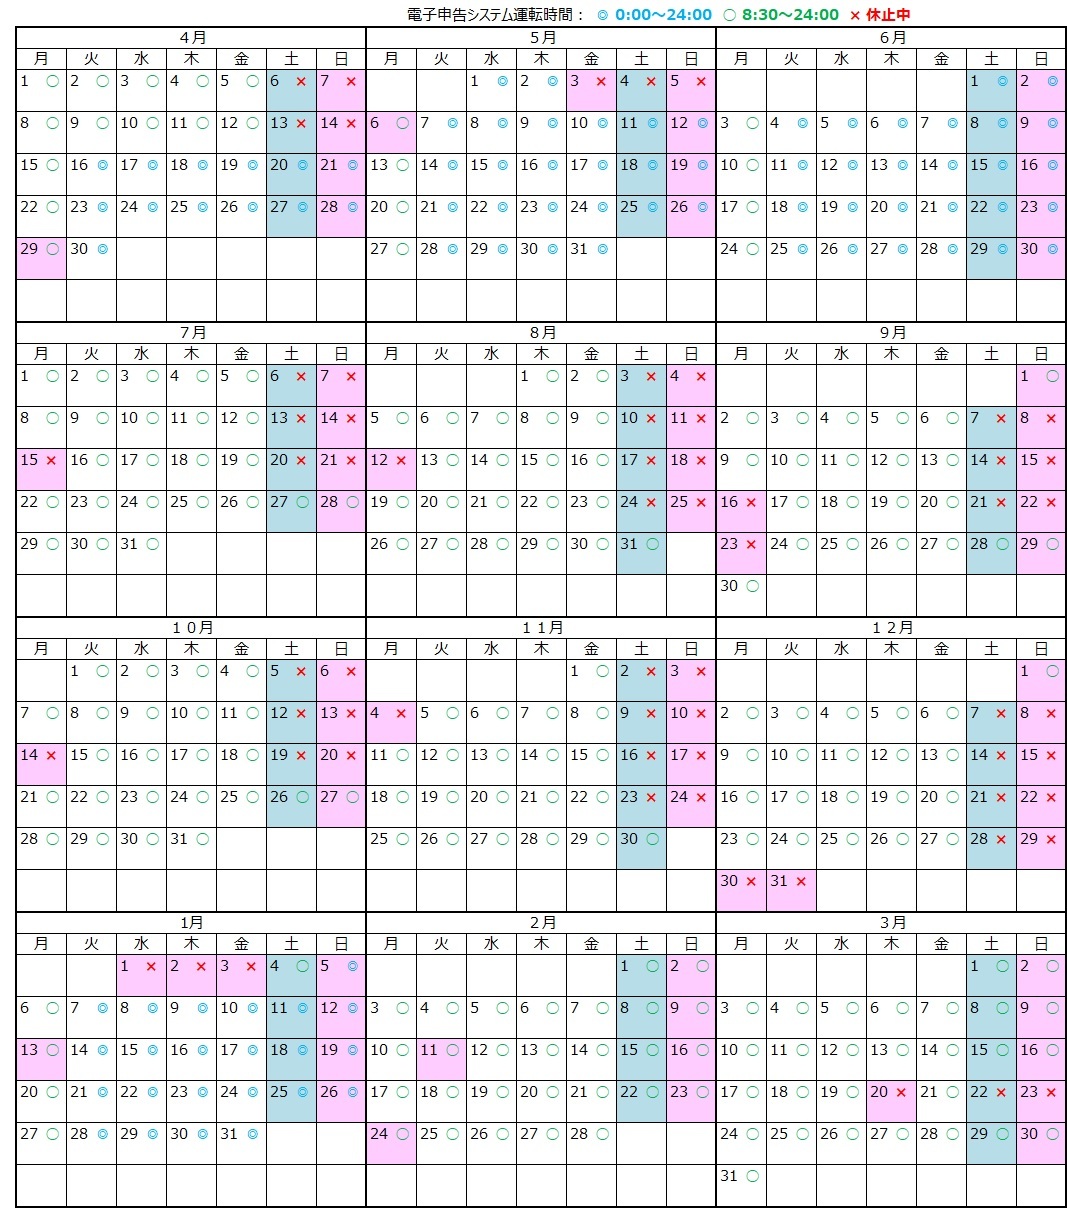 電子申告システム運転時間： ◎ 0:00～24:00 ○ 8:30～24:00 × 休止中
4月 5月 6月
月 火 水 木 金 土 日 月 火 水 木 金 土 日 月 火 水 木 金 土 日
1 ○ 2 ○ 3 ○ 4 ○ 5 ○ 6 × 7 × 1 ◎ 2 ◎ 3 × 4 × 5 × 1 ◎ 2 ◎
8 ○ 9 ○ 10 ○ 11 ○ 12 ○ 13 × 14 × 6 ○ 7 ◎ 8 ◎ 9 ◎ 10 ◎ 11 ◎ 12 ◎ 3 ○ 4 ◎ 5 ◎ 6 ◎ 7 ◎ 8 ◎ 9 ◎
15 ○ 16 ◎ 17 ◎ 18 ◎ 19 ◎ 20 ◎ 21 ◎ 13 ○ 14 ◎ 15 ◎ 16 ◎ 17 ◎ 18 ◎ 19 ◎ 10 ○ 11 ◎ 12 ◎ 13 ◎ 14 ◎ 15 ◎ 16 ◎
22 ○ 23 ◎ 24 ◎ 25 ◎ 26 ◎ 27 ◎ 28 ◎ 20 ○ 21 ◎ 22 ◎ 23 ◎ 24 ◎ 25 ◎ 26 ◎ 17 ○ 18 ◎ 19 ◎ 20 ◎ 21 ◎ 22 ◎ 23 ◎
29 ○ 30 ◎ 27 ○ 28 ◎ 29 ◎ 30 ◎ 31 ◎ 24 ○ 25 ◎ 26 ◎ 27 ◎ 28 ◎ 29 ◎ 30 ◎
7月 8月 9月
月 火 水 木 金 土 日 月 火 水 木 金 土 日 月 火 水 木 金 土 日
1 ○ 2 ○ 3 ○ 4 ○ 5 ○ 6 × 7 × 1 ○ 2 ○ 3 × 4 × 1 ○
8 ○ 9 ○ 10 ○ 11 ○ 12 ○ 13 × 14 × 5 ○ 6 ○ 7 ○ 8 ○ 9 ○ 10 × 11 × 2 ○ 3 ○ 4 ○ 5 ○ 6 ○ 7 × 8 ×
15 × 16 ○ 17 ○ 18 ○ 19 ○ 20 × 21 × 12 × 13 ○ 14 ○ 15 ○ 16 ○ 17 × 18 × 9 ○ 10 ○ 11 ○ 12 ○ 13 ○ 14 × 15 ×
22 ○ 23 ○ 24 ○ 25 ○ 26 ○ 27 ○ 28 ○ 19 ○ 20 ○ 21 ○ 22 ○ 23 ○ 24 × 25 × 16 × 17 ○ 18 ○ 19 ○ 20 ○ 21 × 22 ×
29 ○ 30 ○ 31 ○ 26 ○ 27 ○ 28 ○ 29 ○ 30 ○ 31 ○ 23 × 24 ○ 25 ○ 26 ○ 27 ○ 28 ○ 29 ○
30 ○
10月 11月 12月
月 火 水 木 金 土 日 月 火 水 木 金 土 日 月 火 水 木 金 土 日
1 ○ 2 ○ 3 ○ 4 ○ 5 × 6 × 1 ○ 2 × 3 × 1 ○
7 ○ 8 ○ 9 ○ 10 ○ 11 ○ 12 × 13 × 4 × 5 ○ 6 ○ 7 ○ 8 ○ 9 × 10 × 2 ○ 3 ○ 4 ○ 5 ○ 6 ○ 7 × 8 ×
14 × 15 ○ 16 ○ 17 ○ 18 ○ 19 × 20 × 11 ○ 12 ○ 13 ○ 14 ○ 15 ○ 16 × 17 × 9 ○ 10 ○ 11 ○ 12 ○ 13 ○ 14 × 15 ×
21 ○ 22 ○ 23 ○ 24 ○ 25 ○ 26 ○ 27 ○ 18 ○ 19 ○ 20 ○ 21 ○ 22 ○ 23 × 24 × 16 ○ 17 ○ 18 ○ 19 ○ 20 ○ 21 × 22 ×
28 ○ 29 ○ 30 ○ 31 ○ 25 ○ 26 ○ 27 ○ 28 ○ 29 ○ 30 ○ 23 ○ 24 ○ 25 ○ 26 ○ 27 ○ 28 × 29 ×
30 × 31 ×
1月 2月 3月
月 火 水 木 金 土 日 月 火 水 木 金 土 日 月 火 水 木 金 土 日
1 × 2 × 3 × 4 ○ 5 ◎ 1 ○ 2 ○ 1 ○ 2 ○
6 ○ 7 ◎ 8 ◎ 9 ◎ 10 ◎ 11 ◎ 12 ◎ 3 ○ 4 ○ 5 ○ 6 ○ 7 ○ 8 ○ 9 ○ 3 ○ 4 ○ 5 ○ 6 ○ 7 ○ 8 ○ 9 ○
13 ○ 14 ◎ 15 ◎ 16 ◎ 17 ◎ 18 ◎ 19 ◎ 10 ○ 11 ○ 12 ○ 13 ○ 14 ○ 15 ○ 16 ○ 10 ○ 11 ○ 12 ○ 13 ○ 14 ○ 15 ○ 16 ○
20 ○ 21 ◎ 22 ◎ 23 ◎ 24 ◎ 25 ◎ 26 ◎ 17 ○ 18 ○ 19 ○ 20 ○ 21 ○ 22 ○ 23 ○ 17 ○ 18 ○ 19 ○ 20 × 21 ○ 22 × 23 ×
27 ○ 28 ◎ 29 ◎ 30 ◎ 31 ◎ 24 ○ 25 ○ 26 ○ 27 ○ 28 ○ 24 ○ 25 ○ 26 ○ 27 ○ 28 ○ 29 ○ 30 ○
31 ○